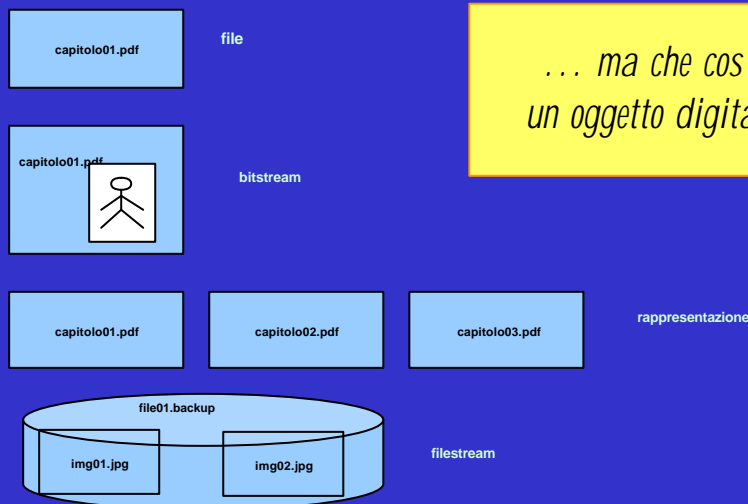 capitolo01.pdf
file
... ma che cos
un oggetto digita
capitolo01.pdf
bitstream
capitolo01.pdf
capitolo02.pdf
capitolo03.pdf
rappresentazione
file01.backup
img01.jpg
img02.jpg
filestream